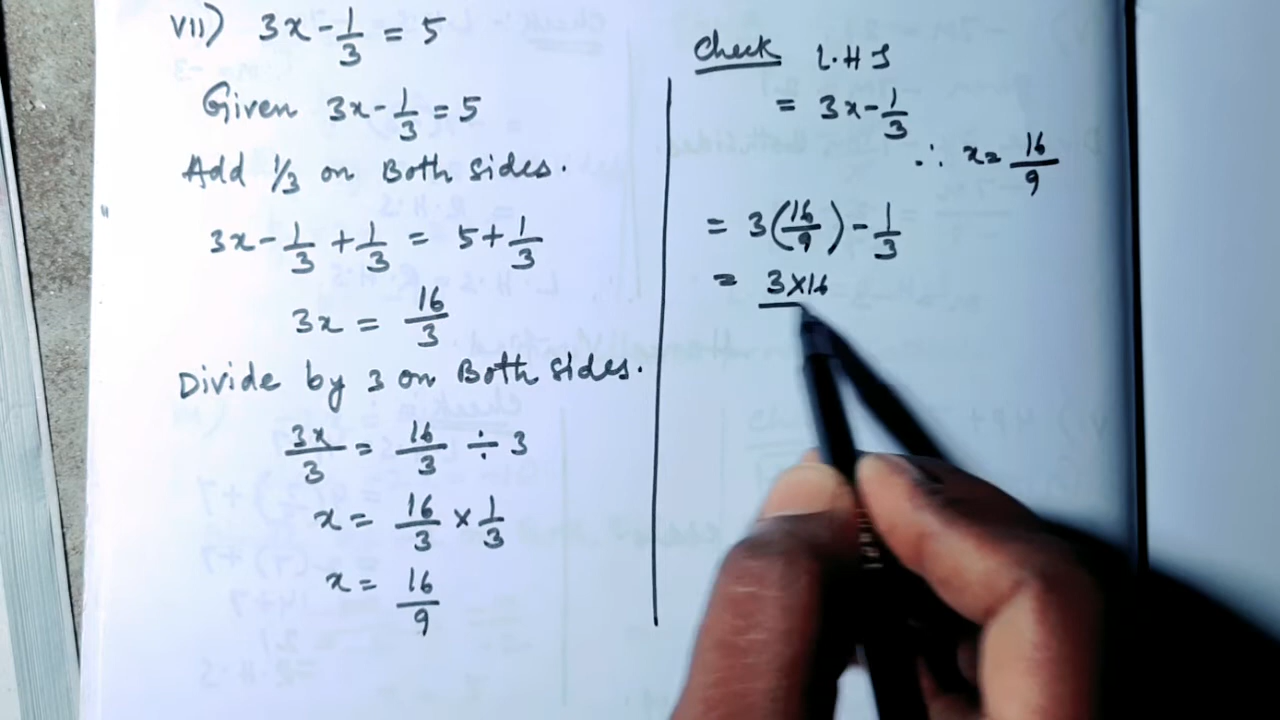 vii) 3x - 1/3 = 5
Given 3x - 1/3 = 5
Add 1/3 on Both sides.
3x - 1/3 + 1/3 = 5 + 1/3
3x = 16/3
Divide by 3 on Both sides.
3x/3 = 16/3 ÷ 3
x = 16/3 × 1/3
x = 16/9
Check L.H.S
= 3x - 1/3
∴ x = 16/9
= 3(16/9) - 1/3
= 3×16